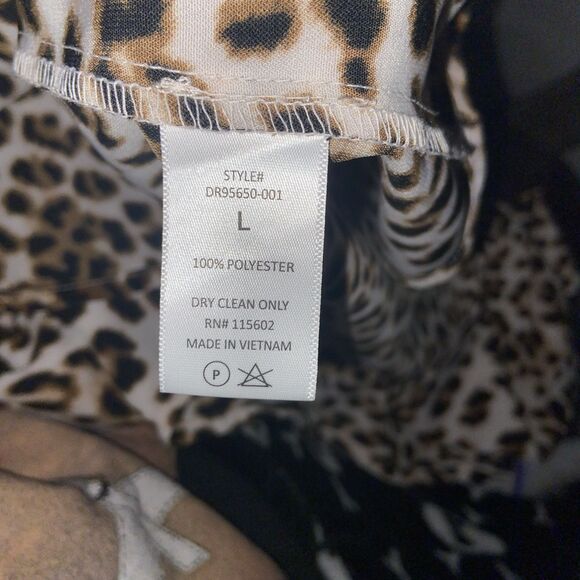 STYLE#
DR95650-001
L
100% POLYESTER
DRY CLEAN ONLY
RN# 115602
MADE IN VIETNAM
P